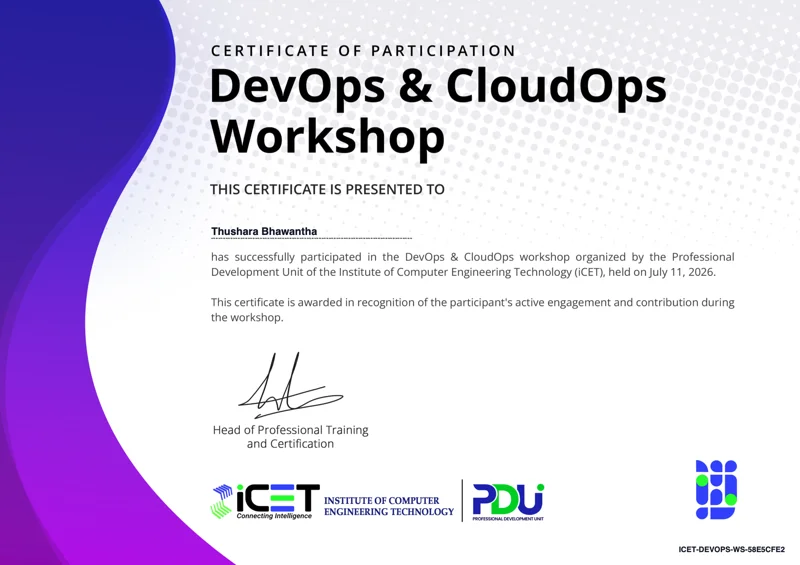 CERTIFICATE OF PARTICIPATION
DevOps & CloudOps
Workshop
THIS CERTIFICATE IS PRESENTED TO
Thushara Bhawantha
has successfully participated in the DevOps & CloudOps workshop organized by the Professional
Development Unit of the Institute of Computer Engineering Technology (iCET), held on July 11, 2026.
This certificate is awarded in recognition of the participant's active engagement and contribution during
the workshop.
Head of Professional Training
and Certification
iCET
Connecting Intelligence
INSTITUTE OF COMPUTER
ENGINEERING TECHNOLOGY
PDU
PROFESSIONAL DEVELOPMENT UNIT
ICET-DEVOPS-WS-58E5CFE2